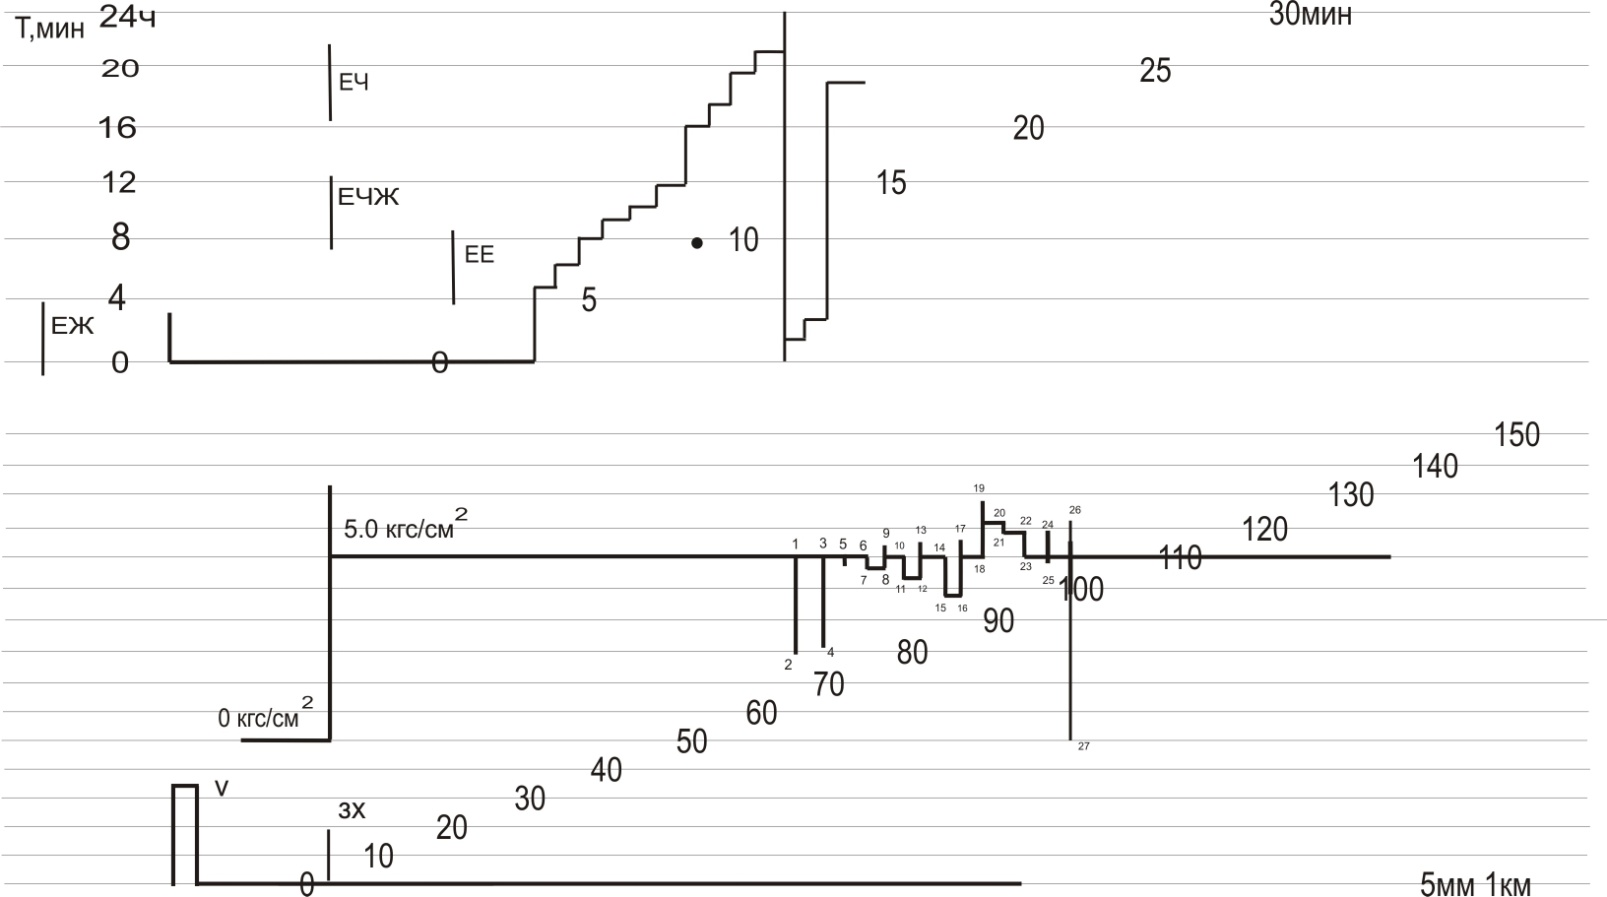 T,мин 24ч 30мин
20 ЕЧ 25
16 20
12 ЕЧЖ 15
8 ЕЕ 10
4 5
ЕЖ
0 0
150
140
19 130
5.0 кгс/см² 20 22 24 26 120
1 3 5 6 9 10 13 14 17 21 110
7 8 11 12 18 23 25 100
15 16 90
2 4 80
70
0 кгс/см² 60
50 27
40
v 30
зх 20
10
0 5мм 1км